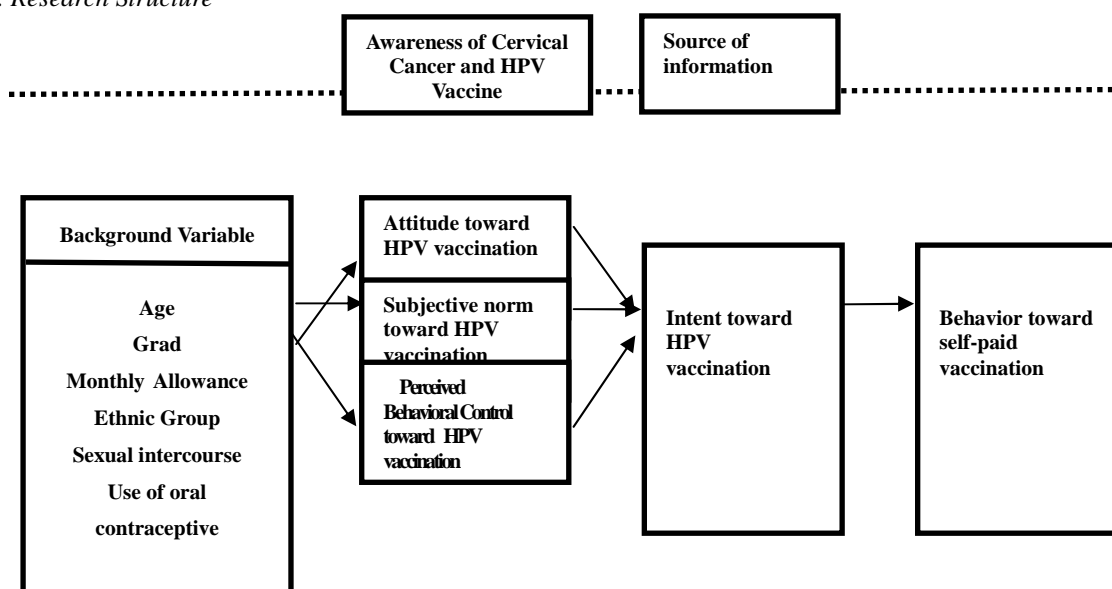 . Research Structure
Awareness of Cervical
Cancer and HPV
Vaccine
Source of
information
Background Variable
Age
Grad
Monthly Allowance
Ethnic Group
Sexual intercourse
Use of oral
contraceptive
Attitude toward
HPV vaccination
Subjective norm
toward HPV
vaccination
Perceived
Behavioral Control
toward HPV
vaccination
Intent toward
HPV
vaccination
Behavior toward
self-paid
vaccination